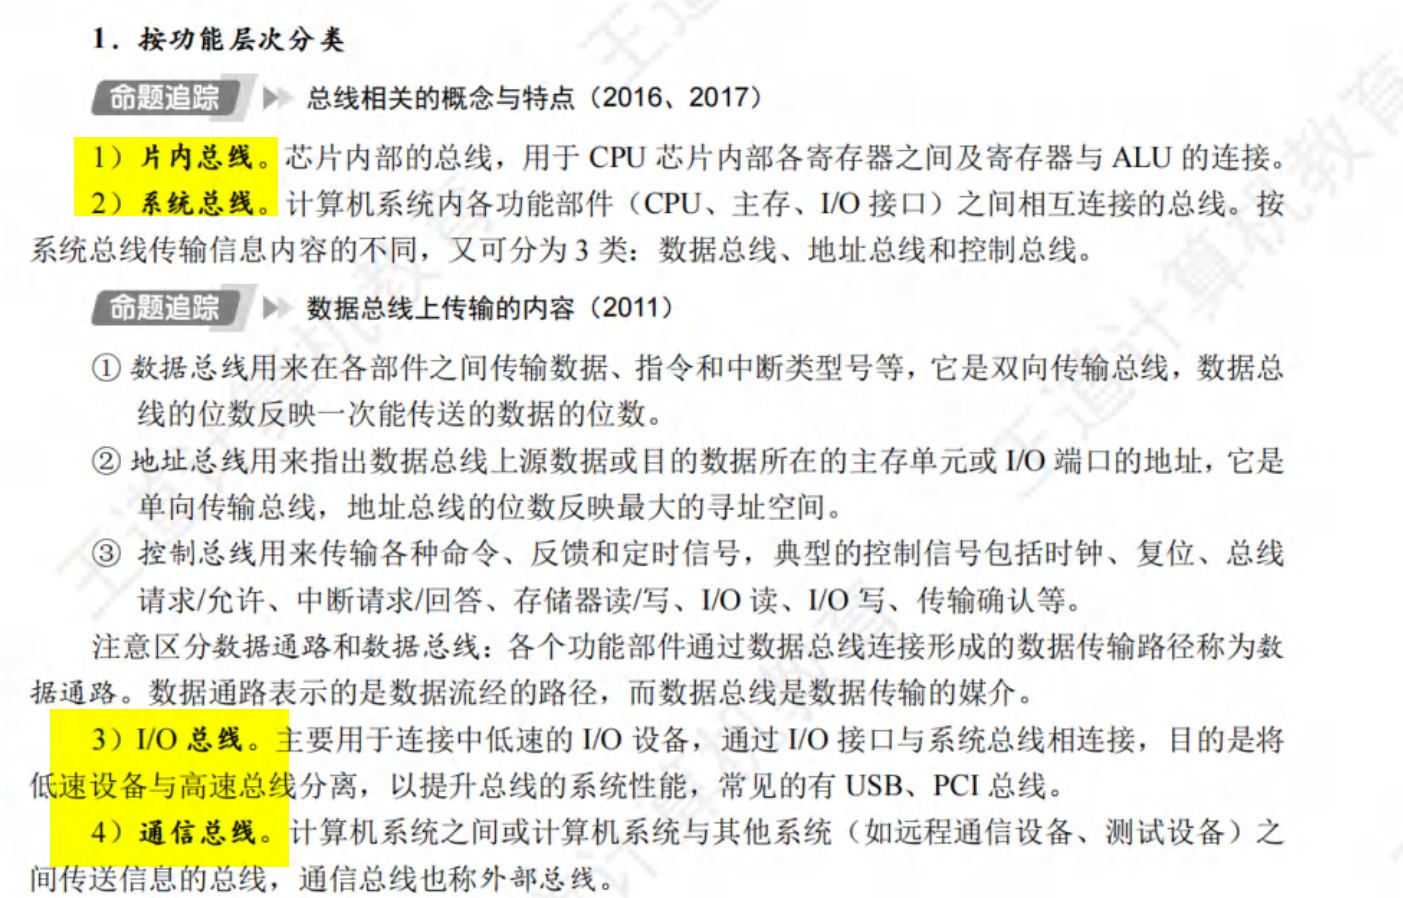 1．按功能层次分类
命题追踪 总线相关的概念与特点（2016、2017）
1）片内总线。芯片内部的总线，用于 CPU 芯片内部各寄存器之间及寄存器与 ALU 的连接。
2）系统总线。计算机系统内各功能部件（CPU、主存、I/O 接口）之间相互连接的总线。按
系统总线传输信息内容的不同，又可分为 3 类：数据总线、地址总线和控制总线。
命题追踪 数据总线上传输的内容（2011）
① 数据总线用来在各部件之间传输数据、指令和中断类型号等，它是双向传输总线，数据总
线的位数反映一次能传送的数据的位数。
② 地址总线用来指出数据总线上源数据或目的数据所在的主存单元或 I/O 端口的地址，它是
单向传输总线，地址总线的位数反映最大的寻址空间。
③ 控制总线用来传输各种命令、反馈和定时信号，典型的控制信号包括时钟、复位、总线
请求/允许、中断请求/回答、存储器读/写、I/O 读、I/O 写、传输确认等。
注意区分数据通路和数据总线：各个功能部件通过数据总线连接形成的数据传输路径称为数
据通路。数据通路表示的是数据流经的路径，而数据总线是数据传输的媒介。
3）I/O 总线。主要用于连接中低速的 I/O 设备，通过 I/O 接口与系统总线相连接，目的是将
低速设备与高速总线分离，以提升总线的系统性能，常见的有 USB、PCI 总线。
4）通信总线。计算机系统之间或计算机系统与其他系统（如远程通信设备、测试设备）之
间传送信息的总线，通信总线也称外部总线。
王道计算机教育
王道计算机教育